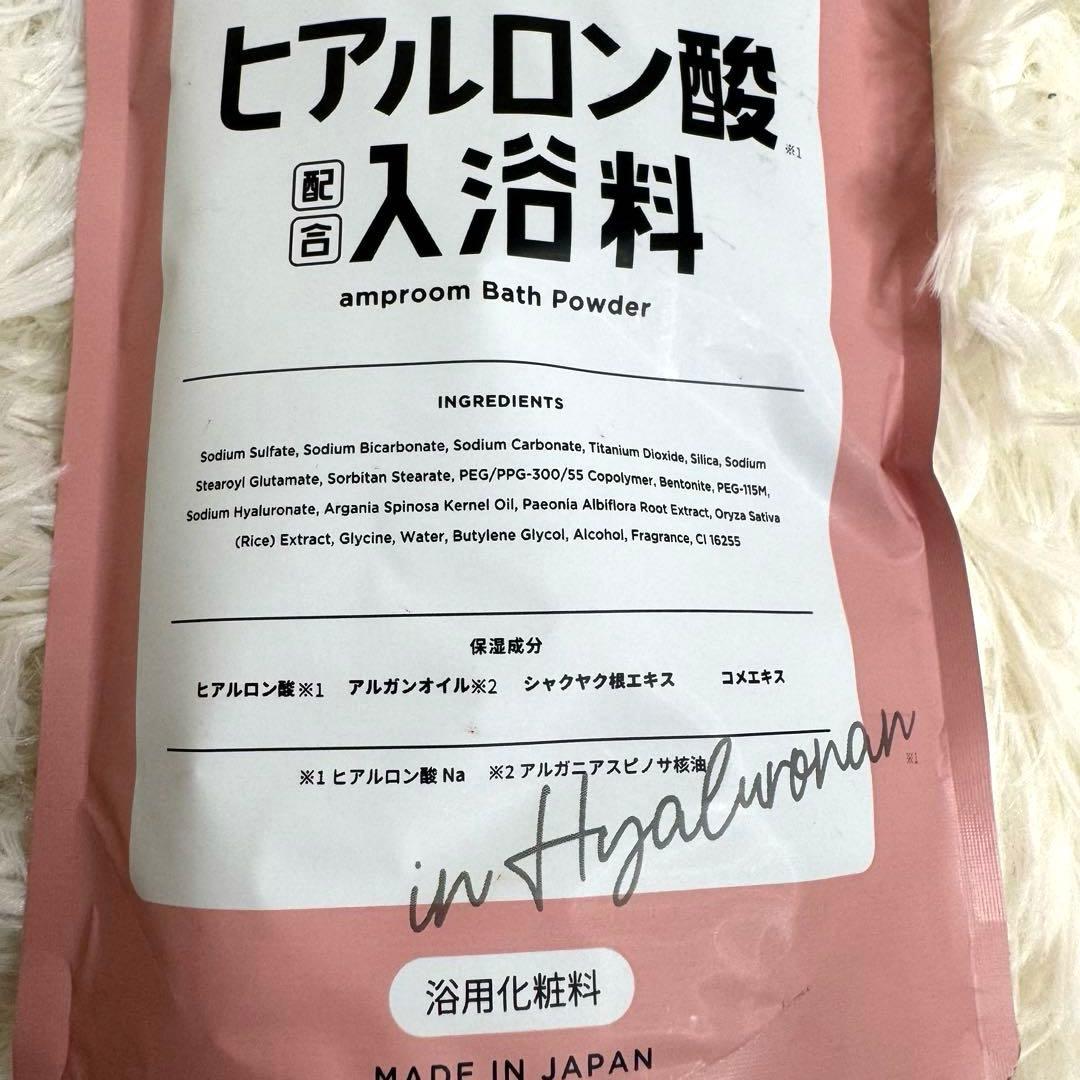 ヒアルロン酸※1
配合入浴料
amproom Bath Powder
INGREDIENTS
Sodium Sulfate, Sodium Bicarbonate, Sodium Carbonate, Titanium Dioxide, Silica, Sodium
Stearoyl Glutamate, Sorbitan Stearate, PEG/PPG-300/55 Copolymer, Bentonite, PEG-115M,
Sodium Hyaluronate, Argania Spinosa Kernel Oil, Paeonia Albiflora Root Extract, Oryza Sativa
(Rice) Extract, Glycine, Water, Butylene Glycol, Alcohol, Fragrance, CI 16255
保湿成分
ヒアルロン酸※1 アルガンオイル※2 シャクヤク根エキス コメエキス
※1 ヒアルロン酸 Na ※2 アルガニアスピノサ核油
in Hyaluronan※1
浴用化粧料
MADE IN JAPAN